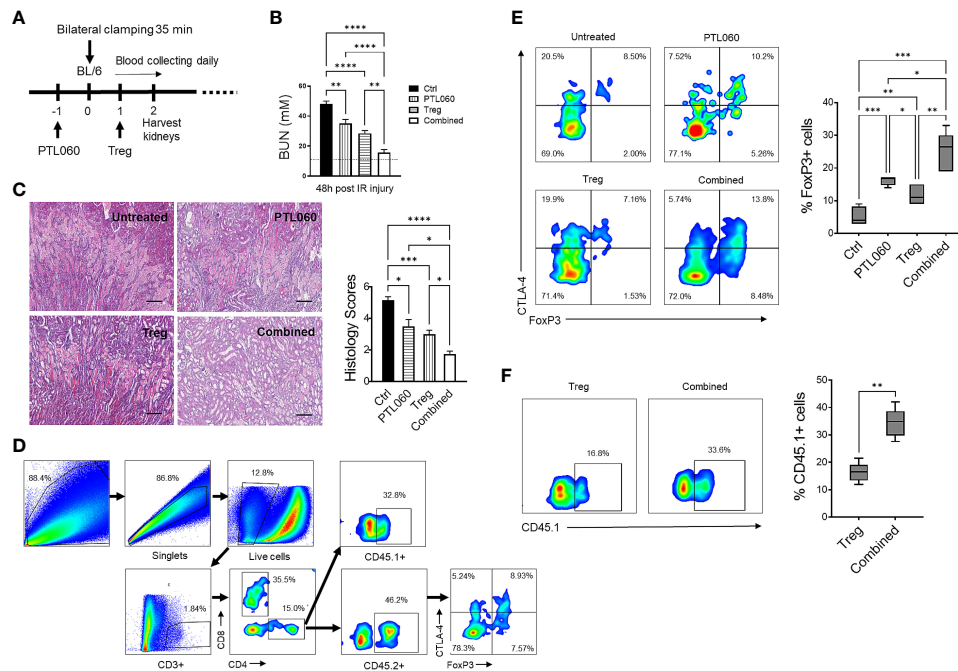 A
Bilateral clamping 35 min
BL/6
Blood collecting daily
-1 0 1 2
Harvest
kidneys
PTL060
Treg
B
**** 
****
****
** **
BUN (mM)
60
40
20
0
48h post IR injury
Ctrl
PTL060
Treg
Combined
C
Untreated
PTL060
Treg
Combined
****
*
***
* *
Histology Scores
6
4
2
0
Ctrl
PTL060
Treg
Combined
D
88.4%
86.8%
Singlets
12.8%
Live cells
32.8%
CD45.1+
1.84%
CD3+
35.5%
15.0%
CD8
CD4
46.2%
CD45.2+
5.24% 8.93%
78.3% 7.57%
CTLA-4
FoxP3
E
Untreated
20.5% 8.50%
69.0% 2.00%
PTL060
7.52% 10.2%
77.1% 5.26%
Treg
19.9% 7.16%
71.4% 1.53%
Combined
5.74% 13.8%
72.0% 8.48%
CTLA-4
FoxP3
***
*
**
*** * **
% FoxP3+ cells
40
30
20
10
0
Ctrl
PTL060
Treg
Combined
F
Treg
16.8%
Combined
33.6%
CD45.1
**
% CD45.1+ cells
50
40
30
20
10
0
Treg
Combined